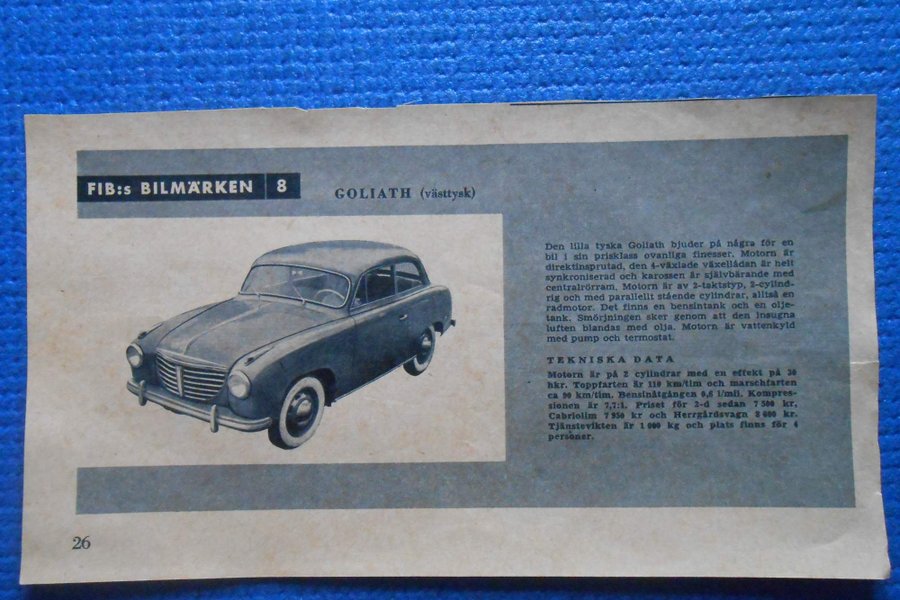 FIB:s BILMÄRKEN 8
GOLIATH (västtysk)
Den lilla tyska Goliath bjuder på några för en
bil i sin prisklass ovanliga finesser. Motorn är
direktinsprutad, den 4-växlade växellådan är helt
synkroniserad och karossen är självbärande med
centralrörram. Motorn är av 2-taktstyp, 2-cylind-
rig och med parallellt stående cylindrar, alltså en
radmotor. Det finns en bensintank och en olje-
tank. Smörjningen sker genom att den insugna
luften blandas med olja. Motorn är vattenkyld
med pump och termostat.
TEKNISKA DATA
Motorn är på 2 cylindrar med en effekt på 30
hkr. Toppfarten är 110 km/tim och marschfarten
ca 90 km/tim. Bensinåtgången 0,8 l/mil. Kompres-
sionen är 7,7:1. Priset för 2-d sedan 7 500 kr.
Cabriolim 7 950 kr och Herrgårdsvagn 8 600 kr.
Tjänstevikten är 1 000 kg och plats finns för 4
personer.
26